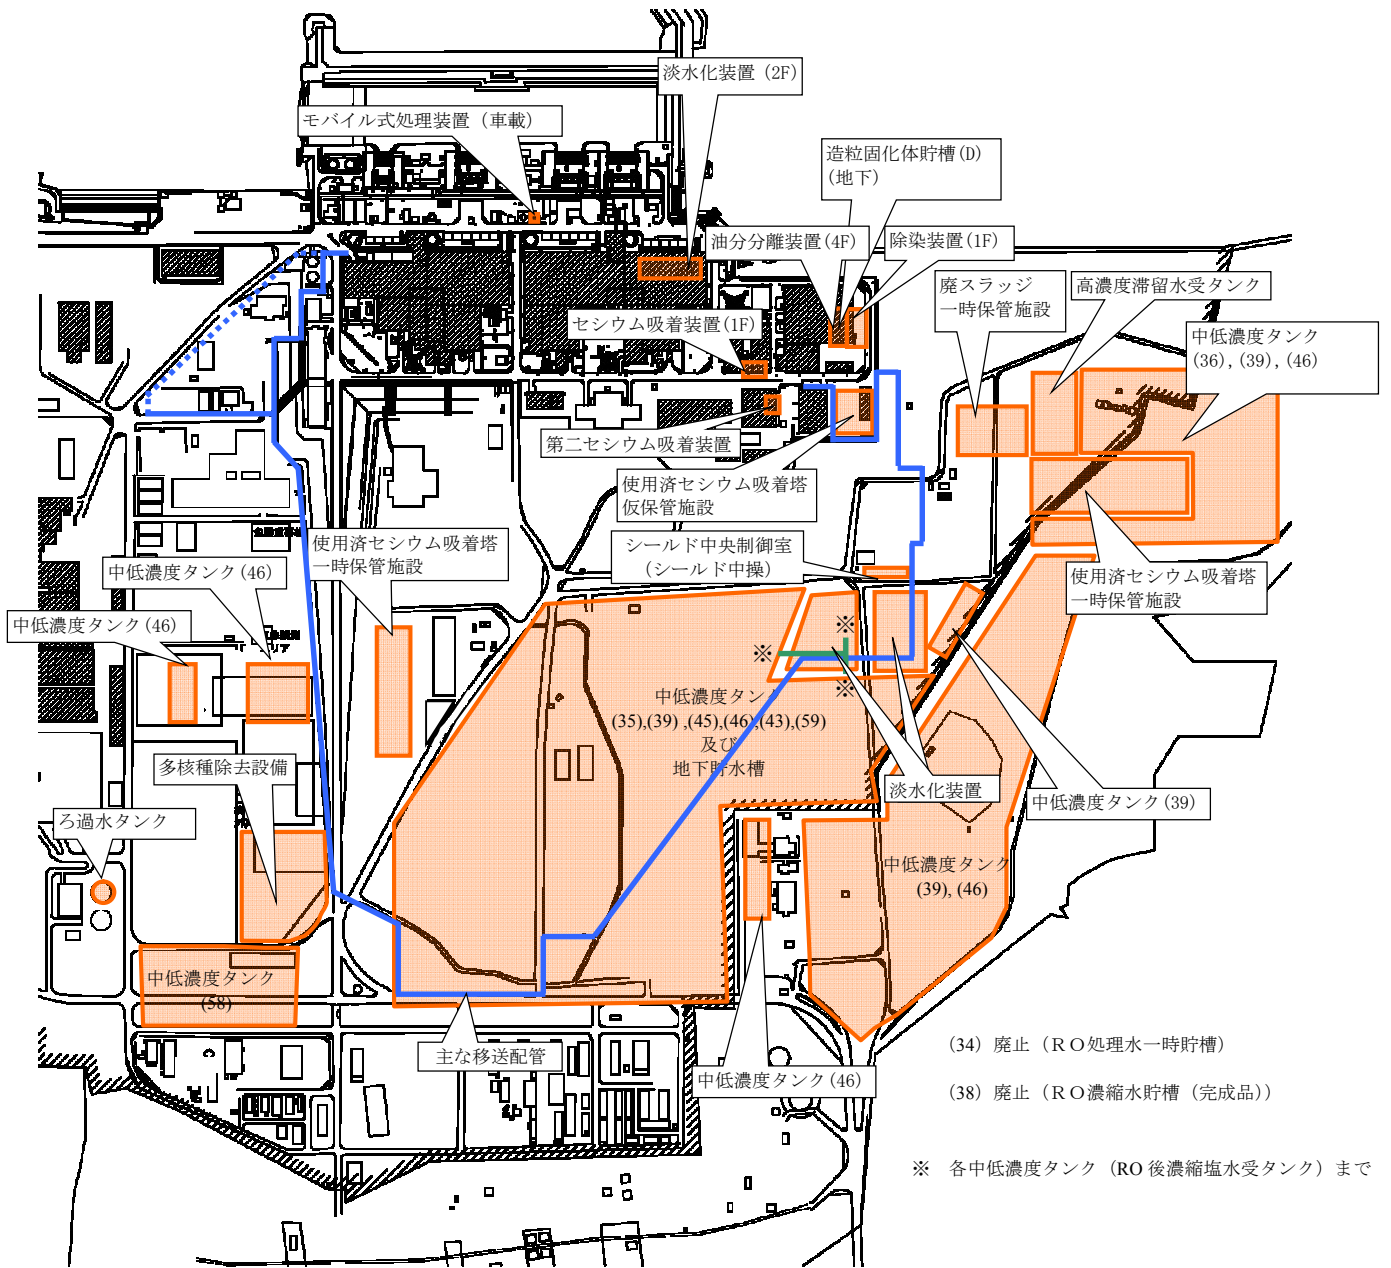 淡水化装置(2F)
モバイル式処理装置（車載）
造粒固化体貯槽(D)
(地下)
油分分離装置(4F)
除染装置(1F)
廃スラッジ
一時保管施設
高濃度滞留水受タンク
中低濃度タンク
(36),(39),(46)
セシウム吸着装置(1F)
第二セシウム吸着装置
使用済セシウム吸着塔
仮保管施設
シールド中央制御室
（シールド中操）
使用済セシウム吸着塔
一時保管施設
使用済セシウム吸着塔
一時保管施設
中低濃度タンク(46)
中低濃度タンク(46)
※
※
※
中低濃度タンク
(35),(39) ,(45),(46),(43),(59)
及び
地下貯水槽
淡水化装置
中低濃度タンク(39)
多核種除去設備
ろ過水タンク
中低濃度タンク
(39), (46)
中低濃度タンク
(58)
主な移送配管
中低濃度タンク(46)
(34) 廃止（ＲＯ処理水一時貯槽）
(38) 廃止（ＲＯ濃縮水貯槽（完成品））
※　各中低濃度タンク（RO 後濃縮塩水受タンク）まで